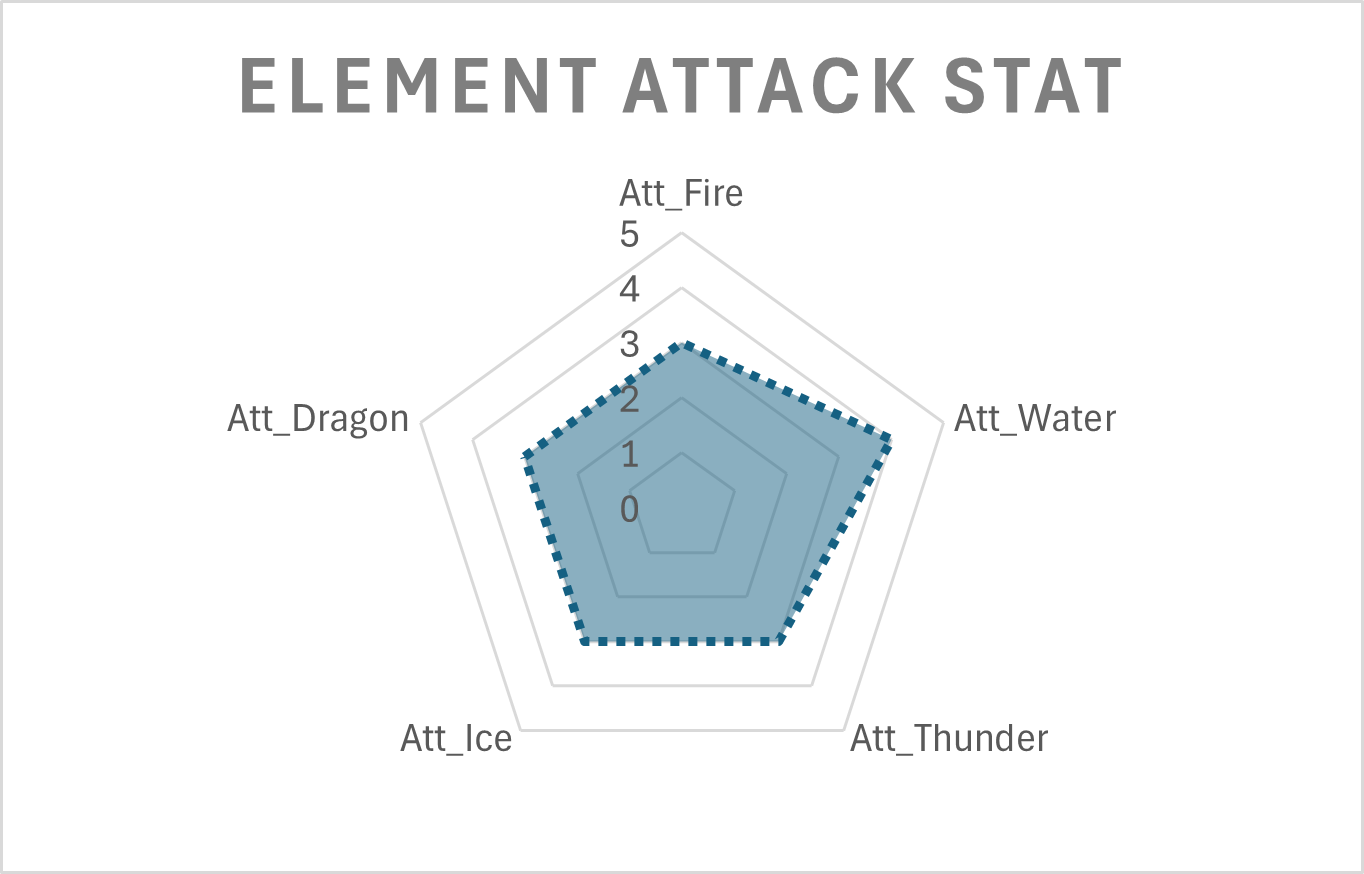 ELEMENT ATTACK STAT
Att_Fire
5
4
3
2
1
0
Att_Dragon
Att_Water
Att_Ice
Att_Thunder